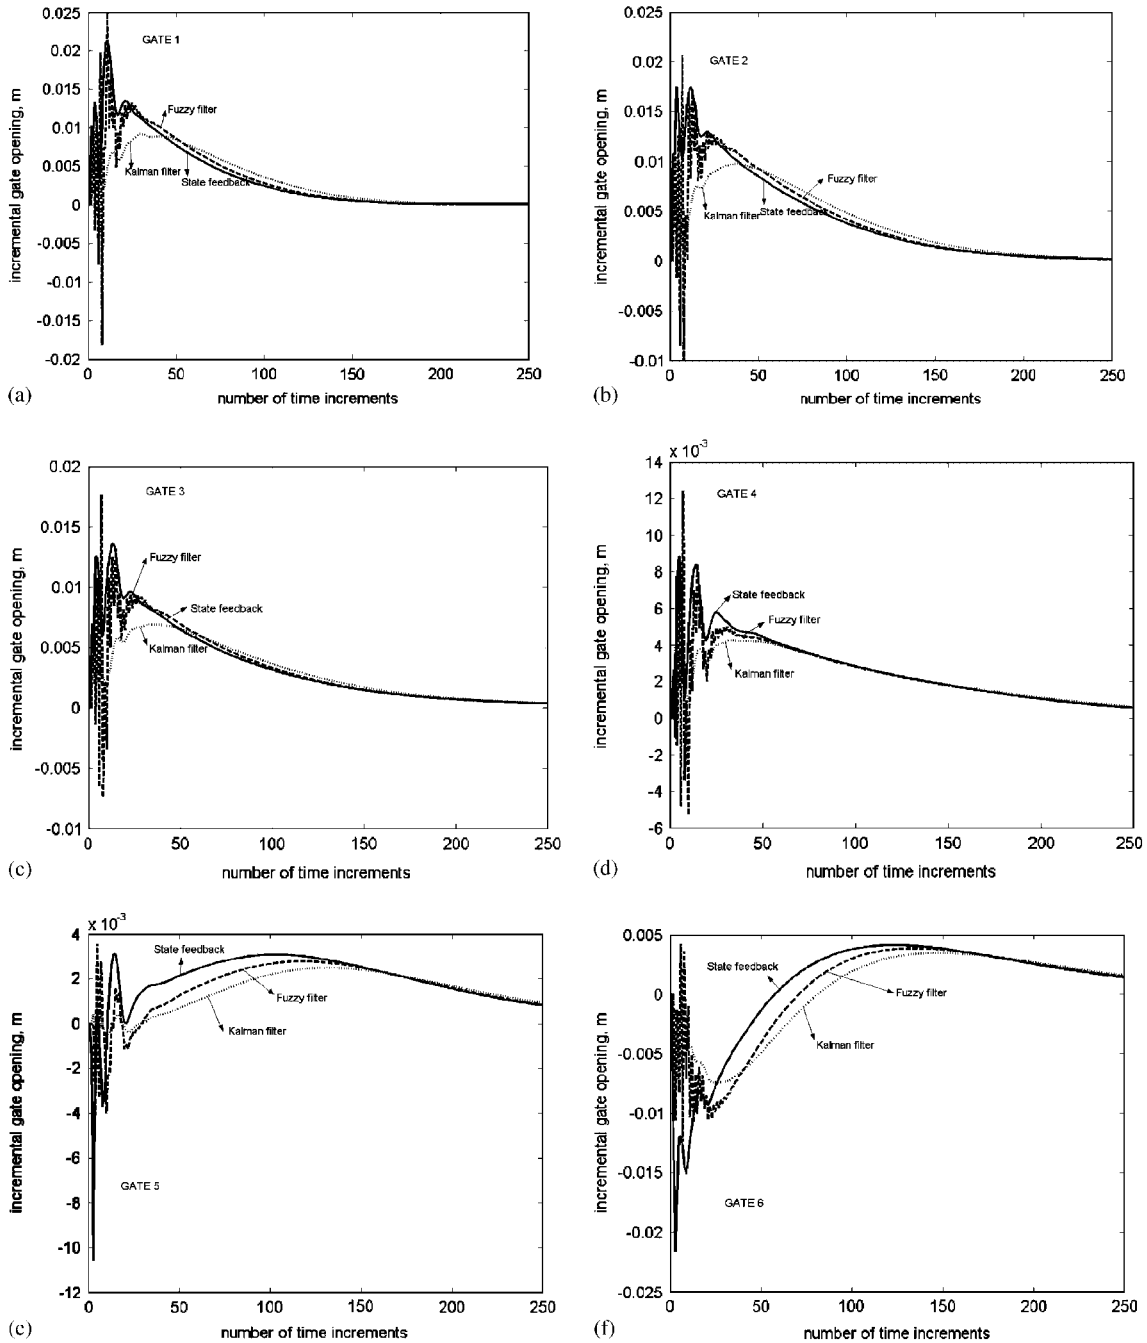 0.025
0.02
0.015
0.01
0.005
0
-0.005
-0.01
-0.015
-0.02
incremental gate opening, m
GATE 1
Fuzzy filter
Kalman filter
State feedback
0 50 100 150 200 250
number of time increments
(a)
0.025
0.02
0.015
0.01
0.005
0
-0.005
-0.01
incremental gate opening, m
GATE 2
Fuzzy filter
Kalman filter
State feedback
0 50 100 150 200 250
number of time increments
(b)
0.02
0.015
0.01
0.005
0
-0.005
-0.01
incremental gate opening, m
GATE 3
Fuzzy filter
State feedback
Kalman filter
0 50 100 150 200 250
number of time increments
(c)
x 10-3
14
12
10
8
6
4
2
0
-2
-4
-6
incremental gate opening, m
GATE 4
State feedback
Fuzzy filter
Kalman filter
0 50 100 150 200 250
number of time increments
(d)
x 10-3
4
2
0
-2
-4
-6
-8
-10
-12
incremental gate opening, m
State feedback
Fuzzy filter
Kalman filter
GATE 5
0 50 100 150 200 250
number of time increments
(e)
0.005
0
-0.005
-0.01
-0.015
-0.02
-0.025
incremental gate opening, m
State feedback
Fuzzy filter
Kalman filter
GATE 6
0 50 100 150 200 250
number of time increments
(f)